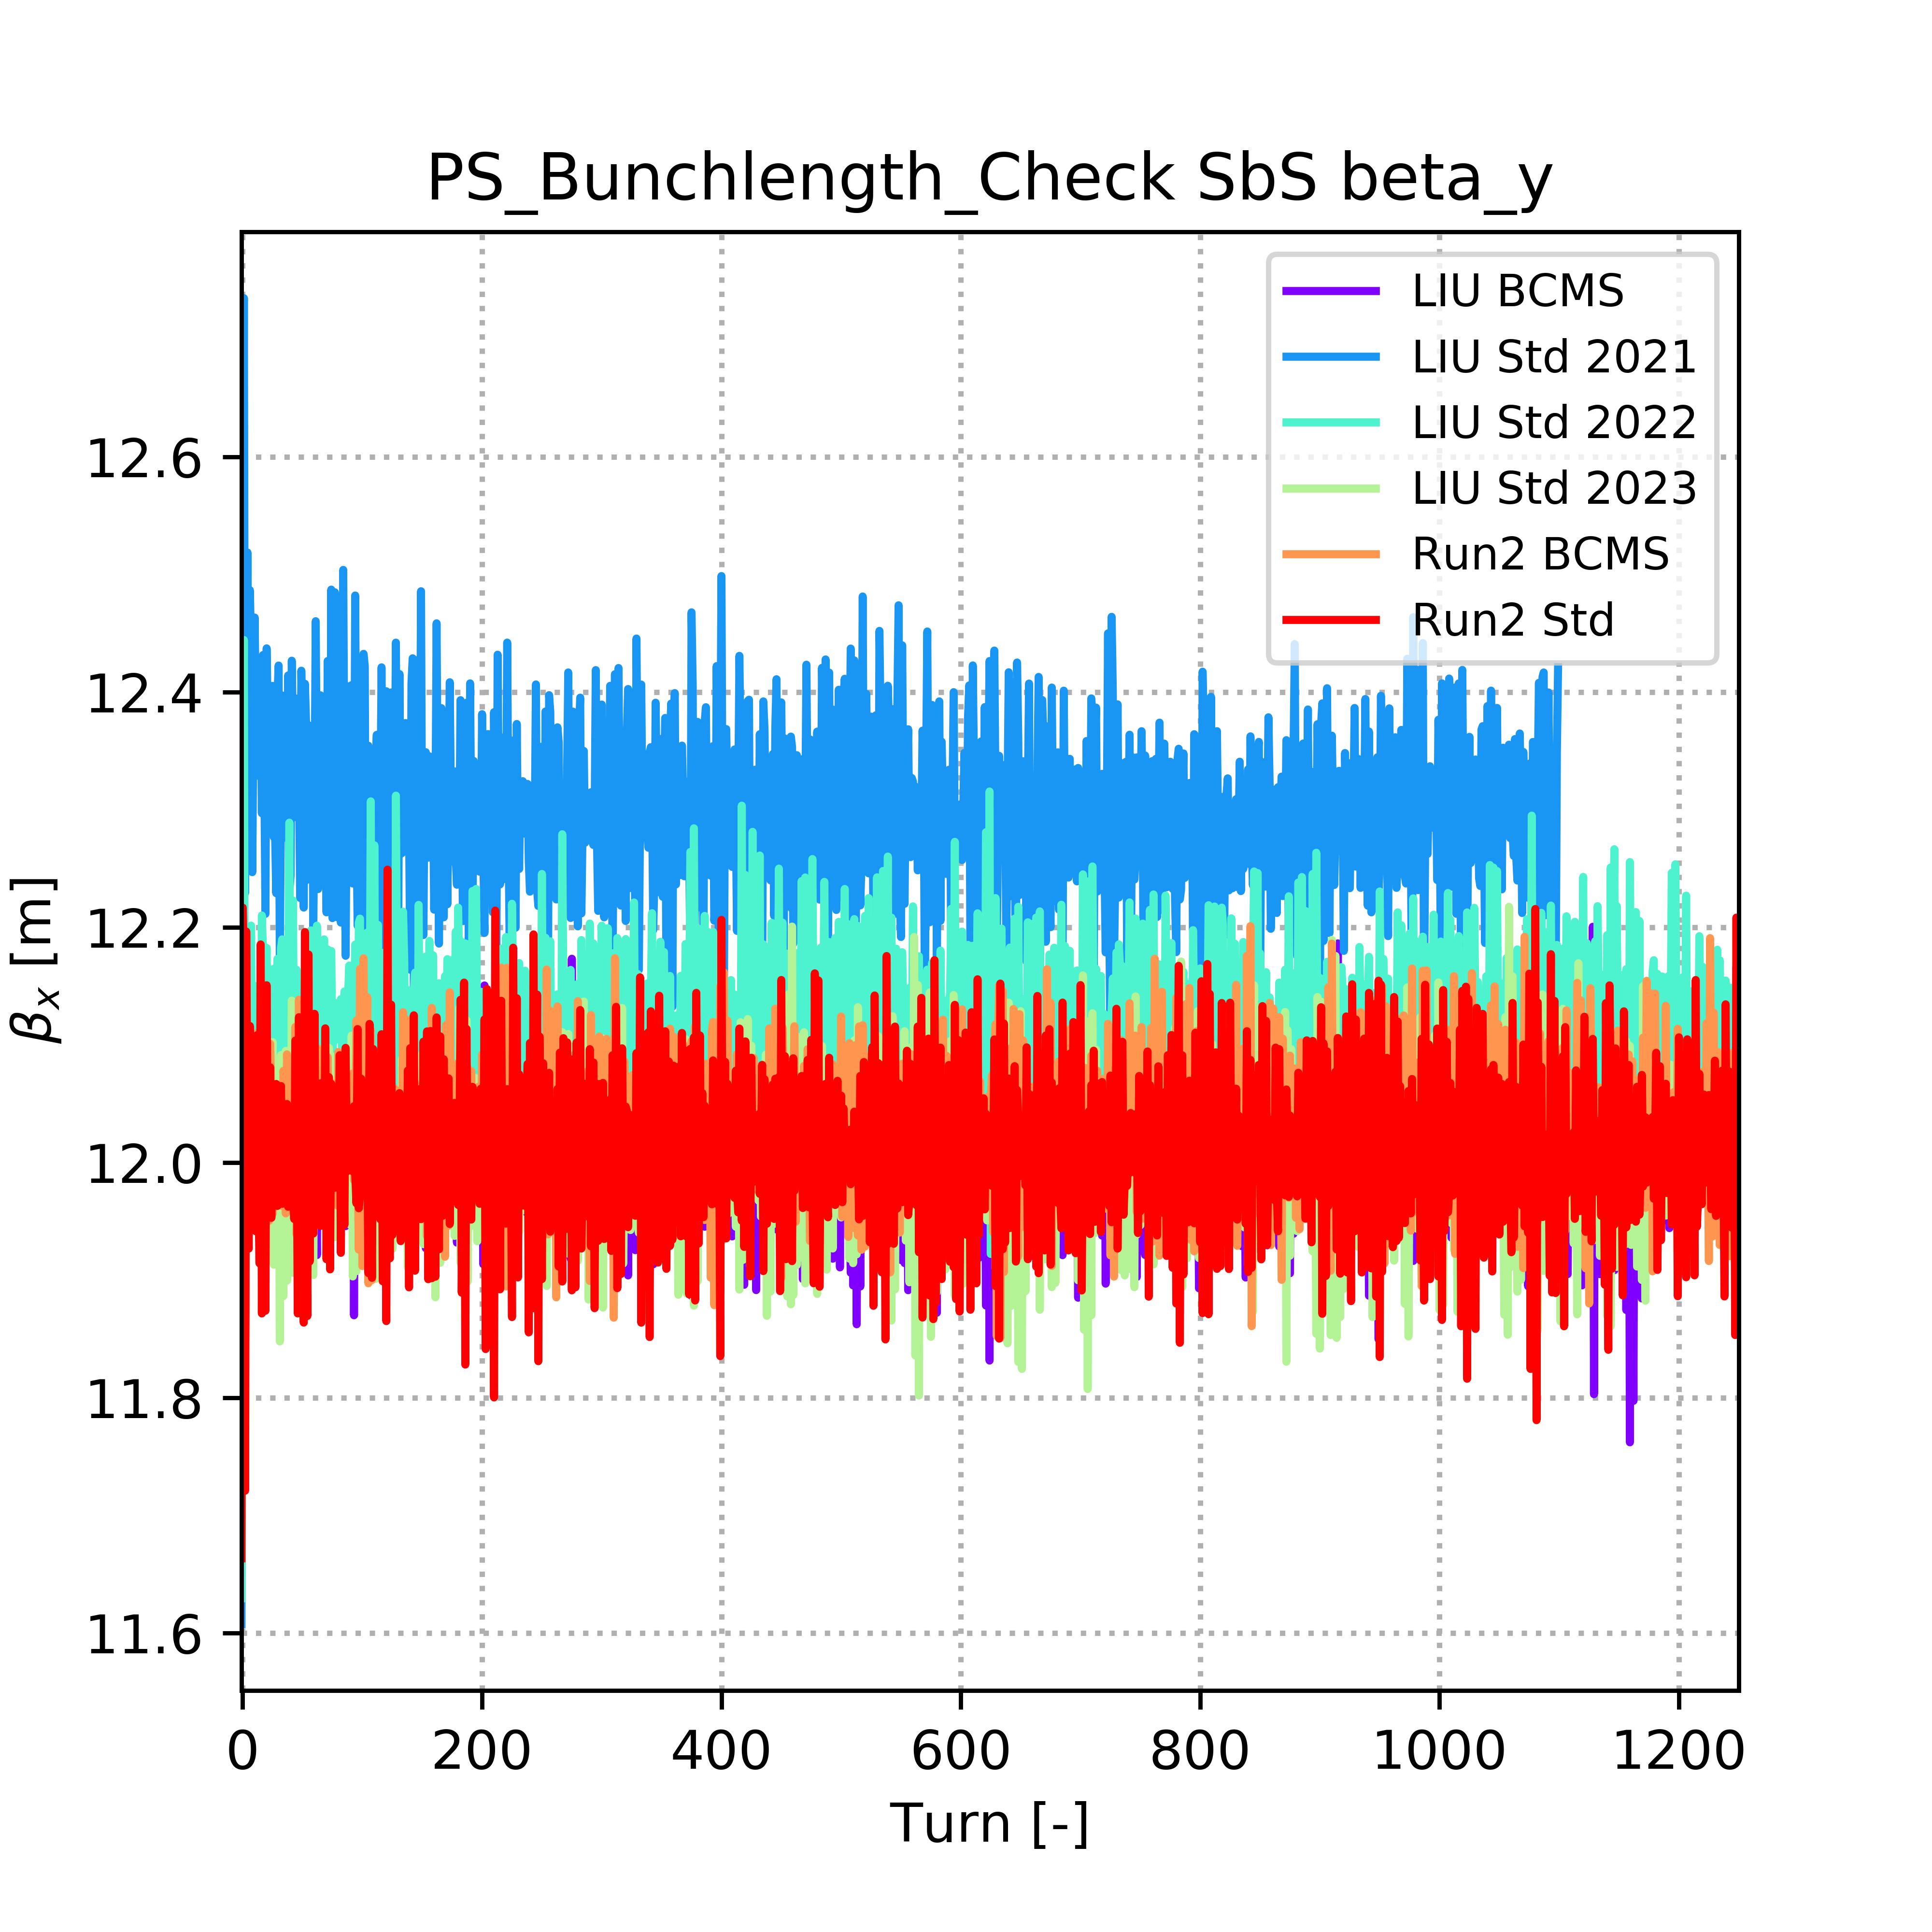 PS_Bunchlength_Check SbS beta_y
LIU BCMS
LIU Std 2021
LIU Std 2022
LIU Std 2023
Run2 BCMS
Run2 Std
12.6
12.4
12.2
12.0
11.8
11.6
βx [m]
0 200 400 600 800 1000 1200
Turn [-]